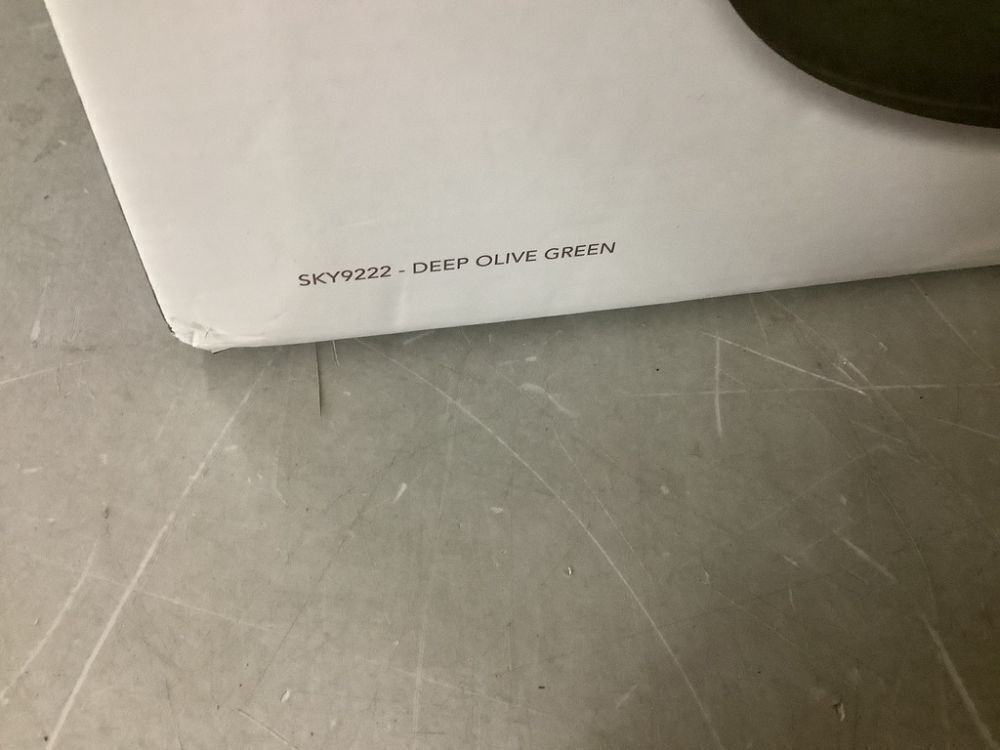 SKY9222 - DEEP OLIVE GREEN